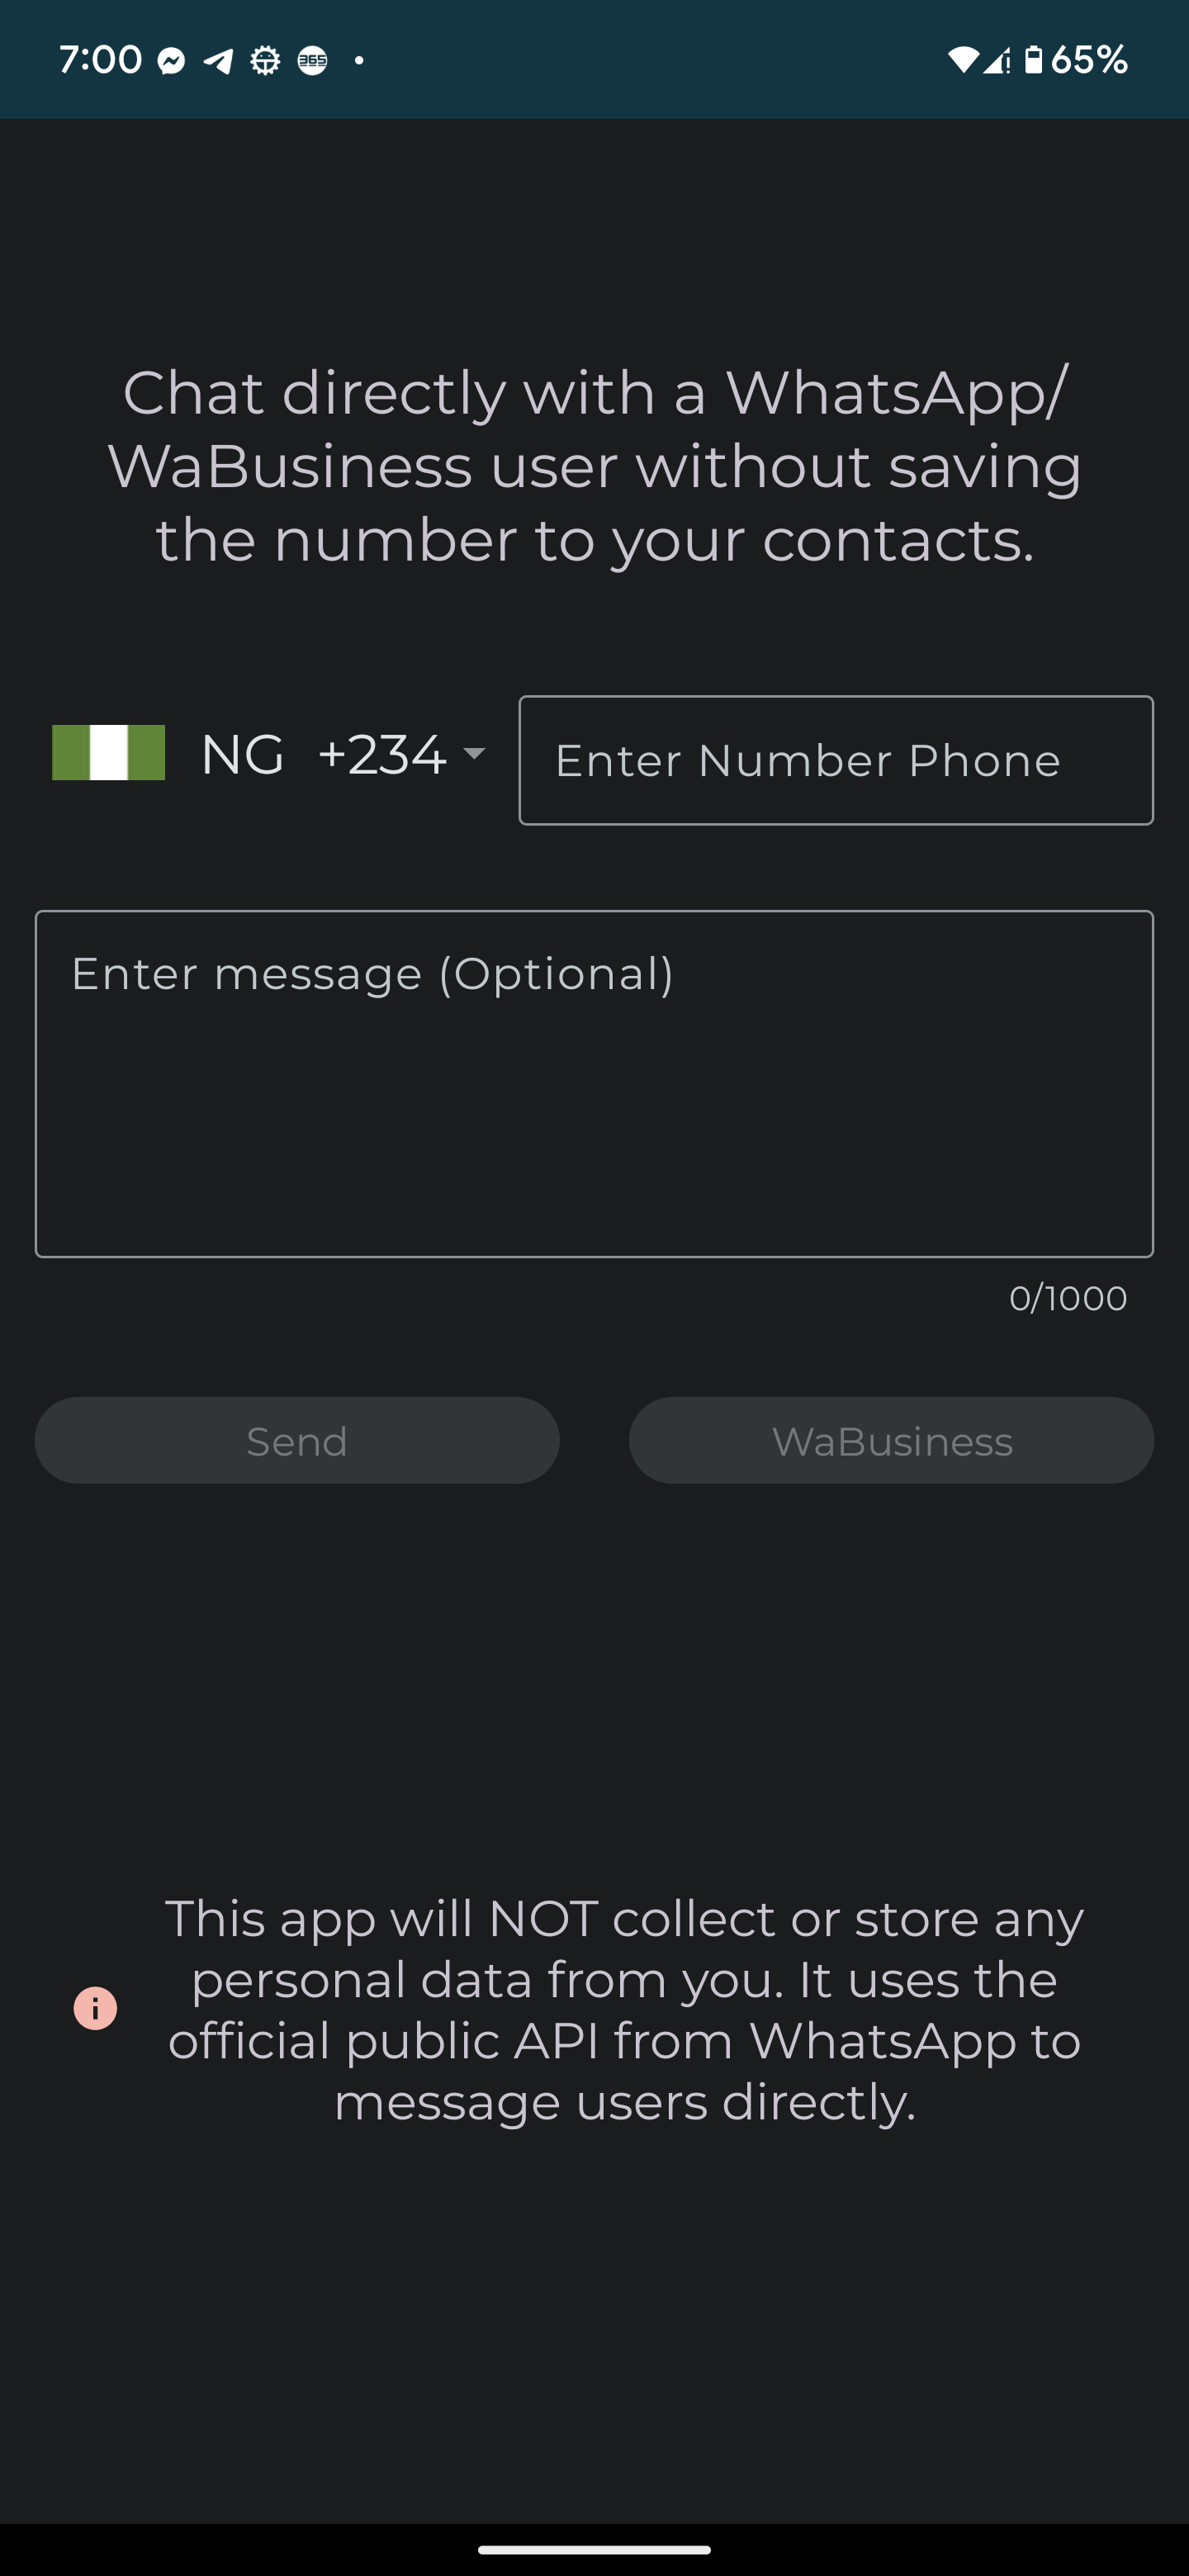 7:00 365 65%
Chat directly with a WhatsApp/
WaBusiness user without saving
the number to your contacts.
NG +234 Enter Number Phone
Enter message (Optional)
0/1000
Send WaBusiness
This app will NOT collect or store any
personal data from you. It uses the
official public API from WhatsApp to
message users directly.